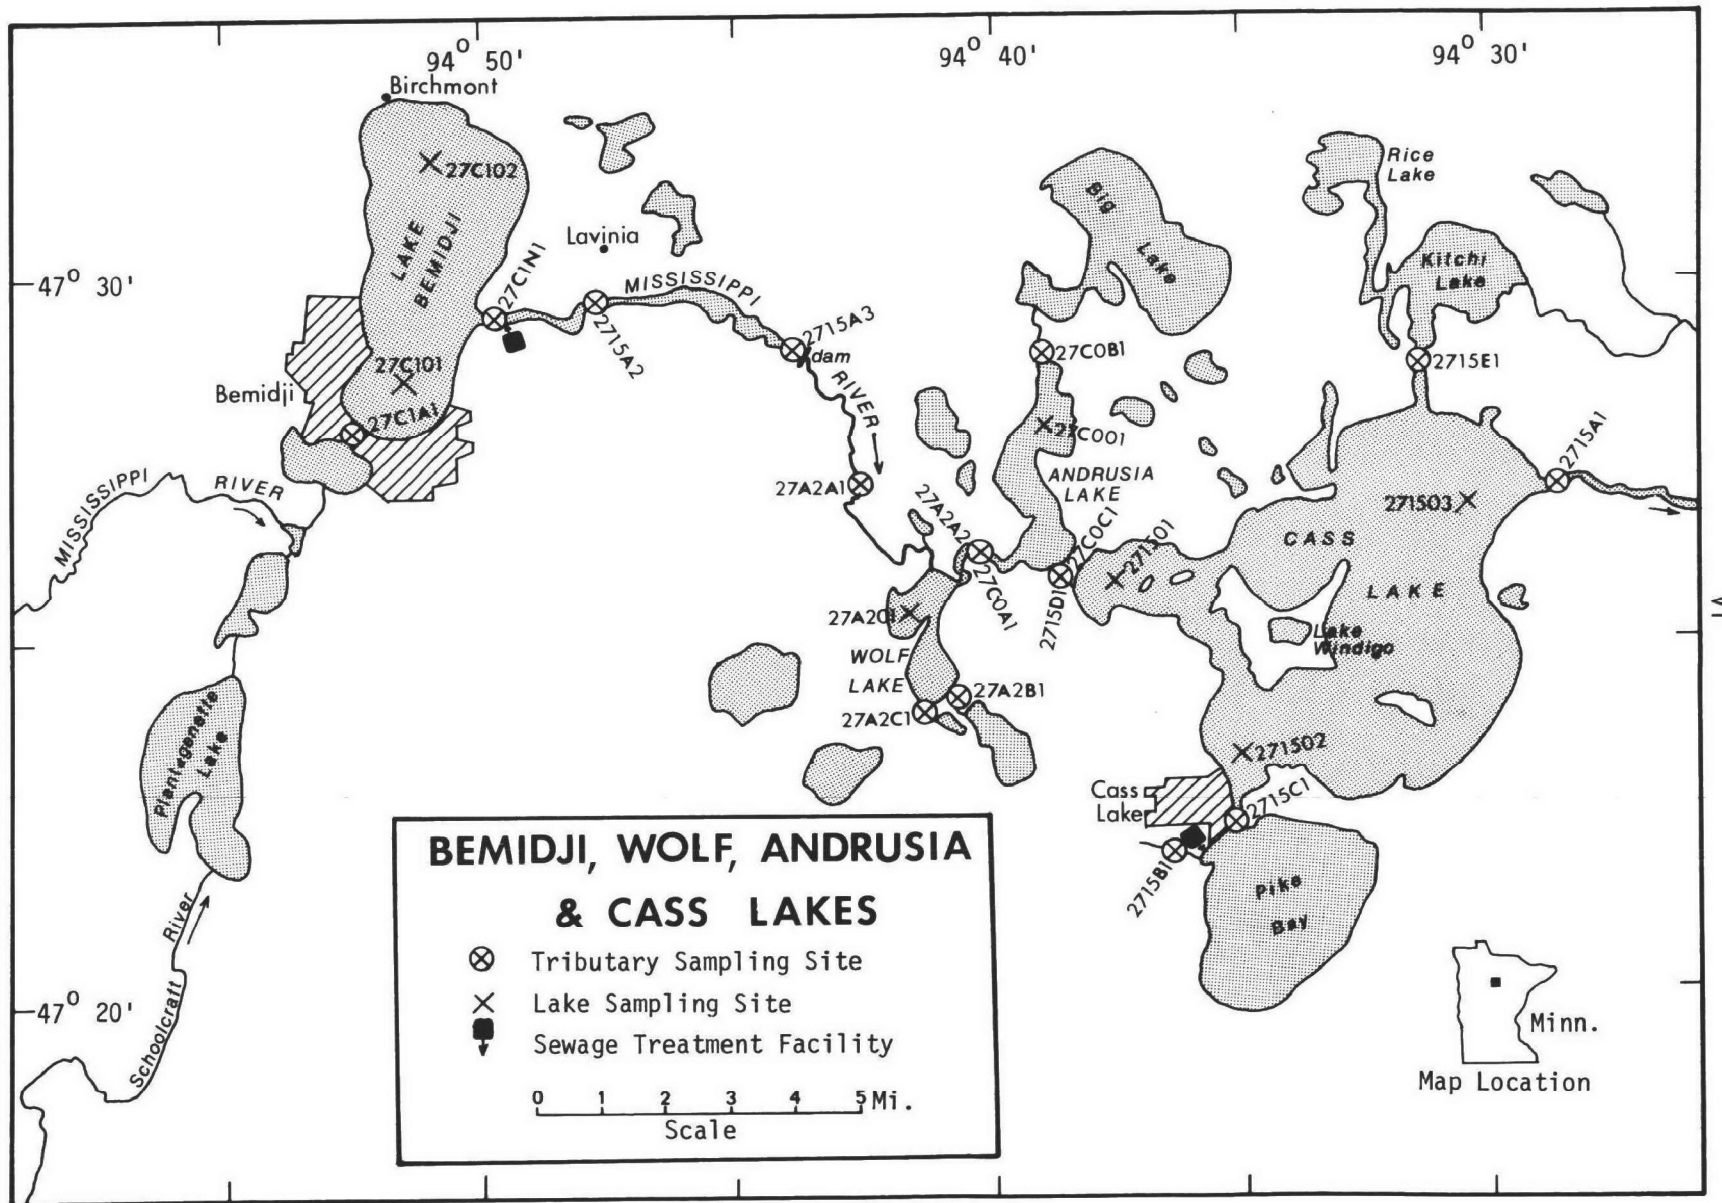 94° 50'
94° 40'
94° 30'
Birchmont
27C102
LAKE
BEMIDJI
Lavinia
27C1N1
MISSISSIPPI
2715A2
2715A3
dam
RIVER
Big
Lake
Rice
Lake
Kitchi
Lake
47° 30'
27C101
Bemidji
27C1A1
27C0B1
2715E1
27C001
ANDRUSIA
LAKE
2715A1
27A2A1
27A2A2
27C0C1
271501
271503
CASS
LAKE
MISSISSIPPI
RIVER
27C0A1
2715D1
27A201
WOLF
LAKE
Lake
Windigo
27A2B1
27A2C1
271502
Plantagenette
Lake
Cass
Lake
2715C1
2715B1
Pike
Bay
Schoolcraft River
47° 20'
BEMIDJI, WOLF, ANDRUSIA
& CASS LAKES
Tributary Sampling Site
Lake Sampling Site
Sewage Treatment Facility
0 1 2 3 4 5 Mi.
Scale
Minn.
Map Location